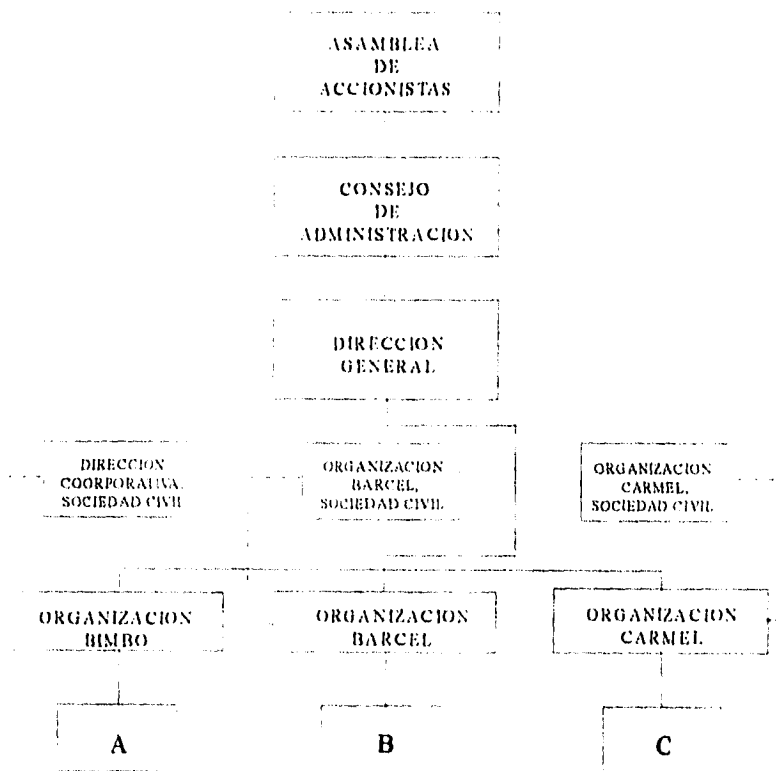 ASAMBLEA
DE
ACCIONISTAS
CONSEJO
DE
ADMINISTRACION
DIRECCION
GENERAL
DIRECCION
COORPORATIVA.
SOCIEDAD CIVIL
ORGANIZACION
BARCEL,
SOCIEDAD CIVIL
ORGANIZACION
CARMEL,
SOCIEDAD CIVIL
ORGANIZACION
BIMBO
ORGANIZACION
BARCEL
ORGANIZACION
CARMEL
A
B
C